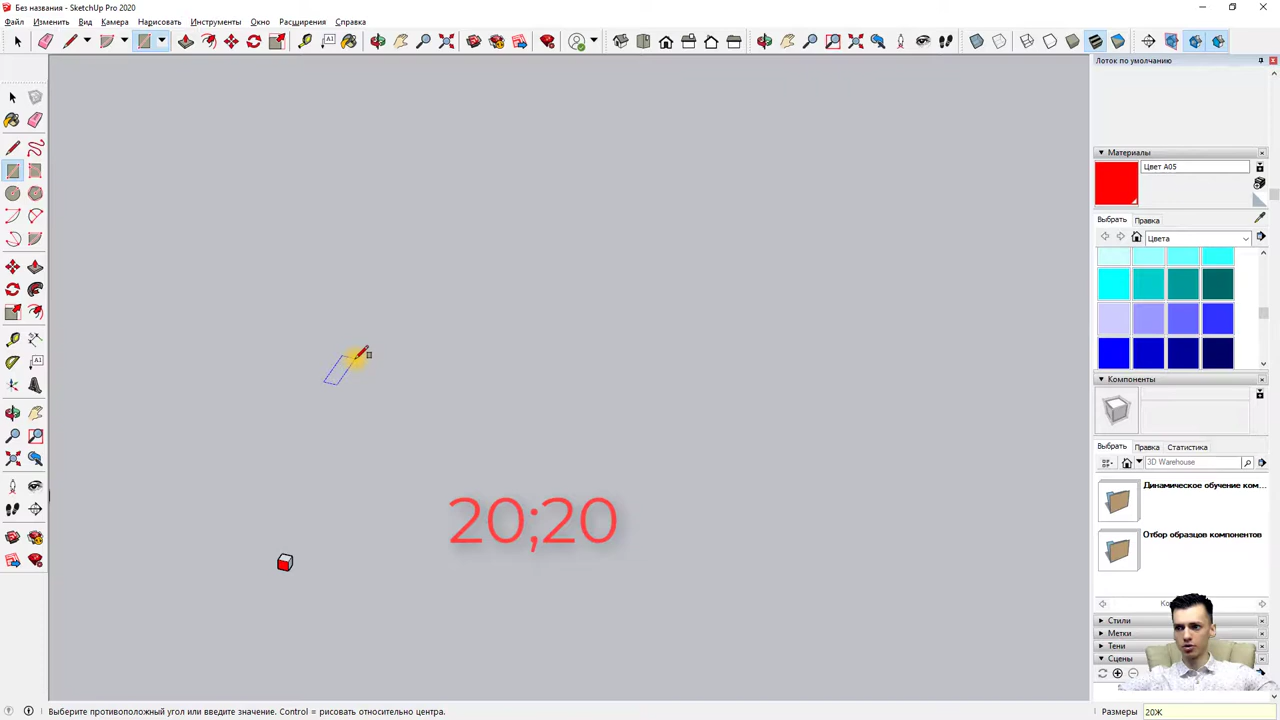 Без названия - SketchUp Pro 2020
Файл Изменить Вид Камера Нарисовать Инструменты Окно Расширения Справка
Лоток по умолчанию
Материалы
Цвет A05
Выбрать Правка
Цвета
Компоненты
Выбрать Правка Статистика
3D Warehouse
Динамическое обучение ком...
Отбор образцов компонентов
Стили
Метки
Тени
Сцены
20;20
Выберите противоположный угол или введите значение. Control = рисовать относительно центра.
Размеры 20Ж